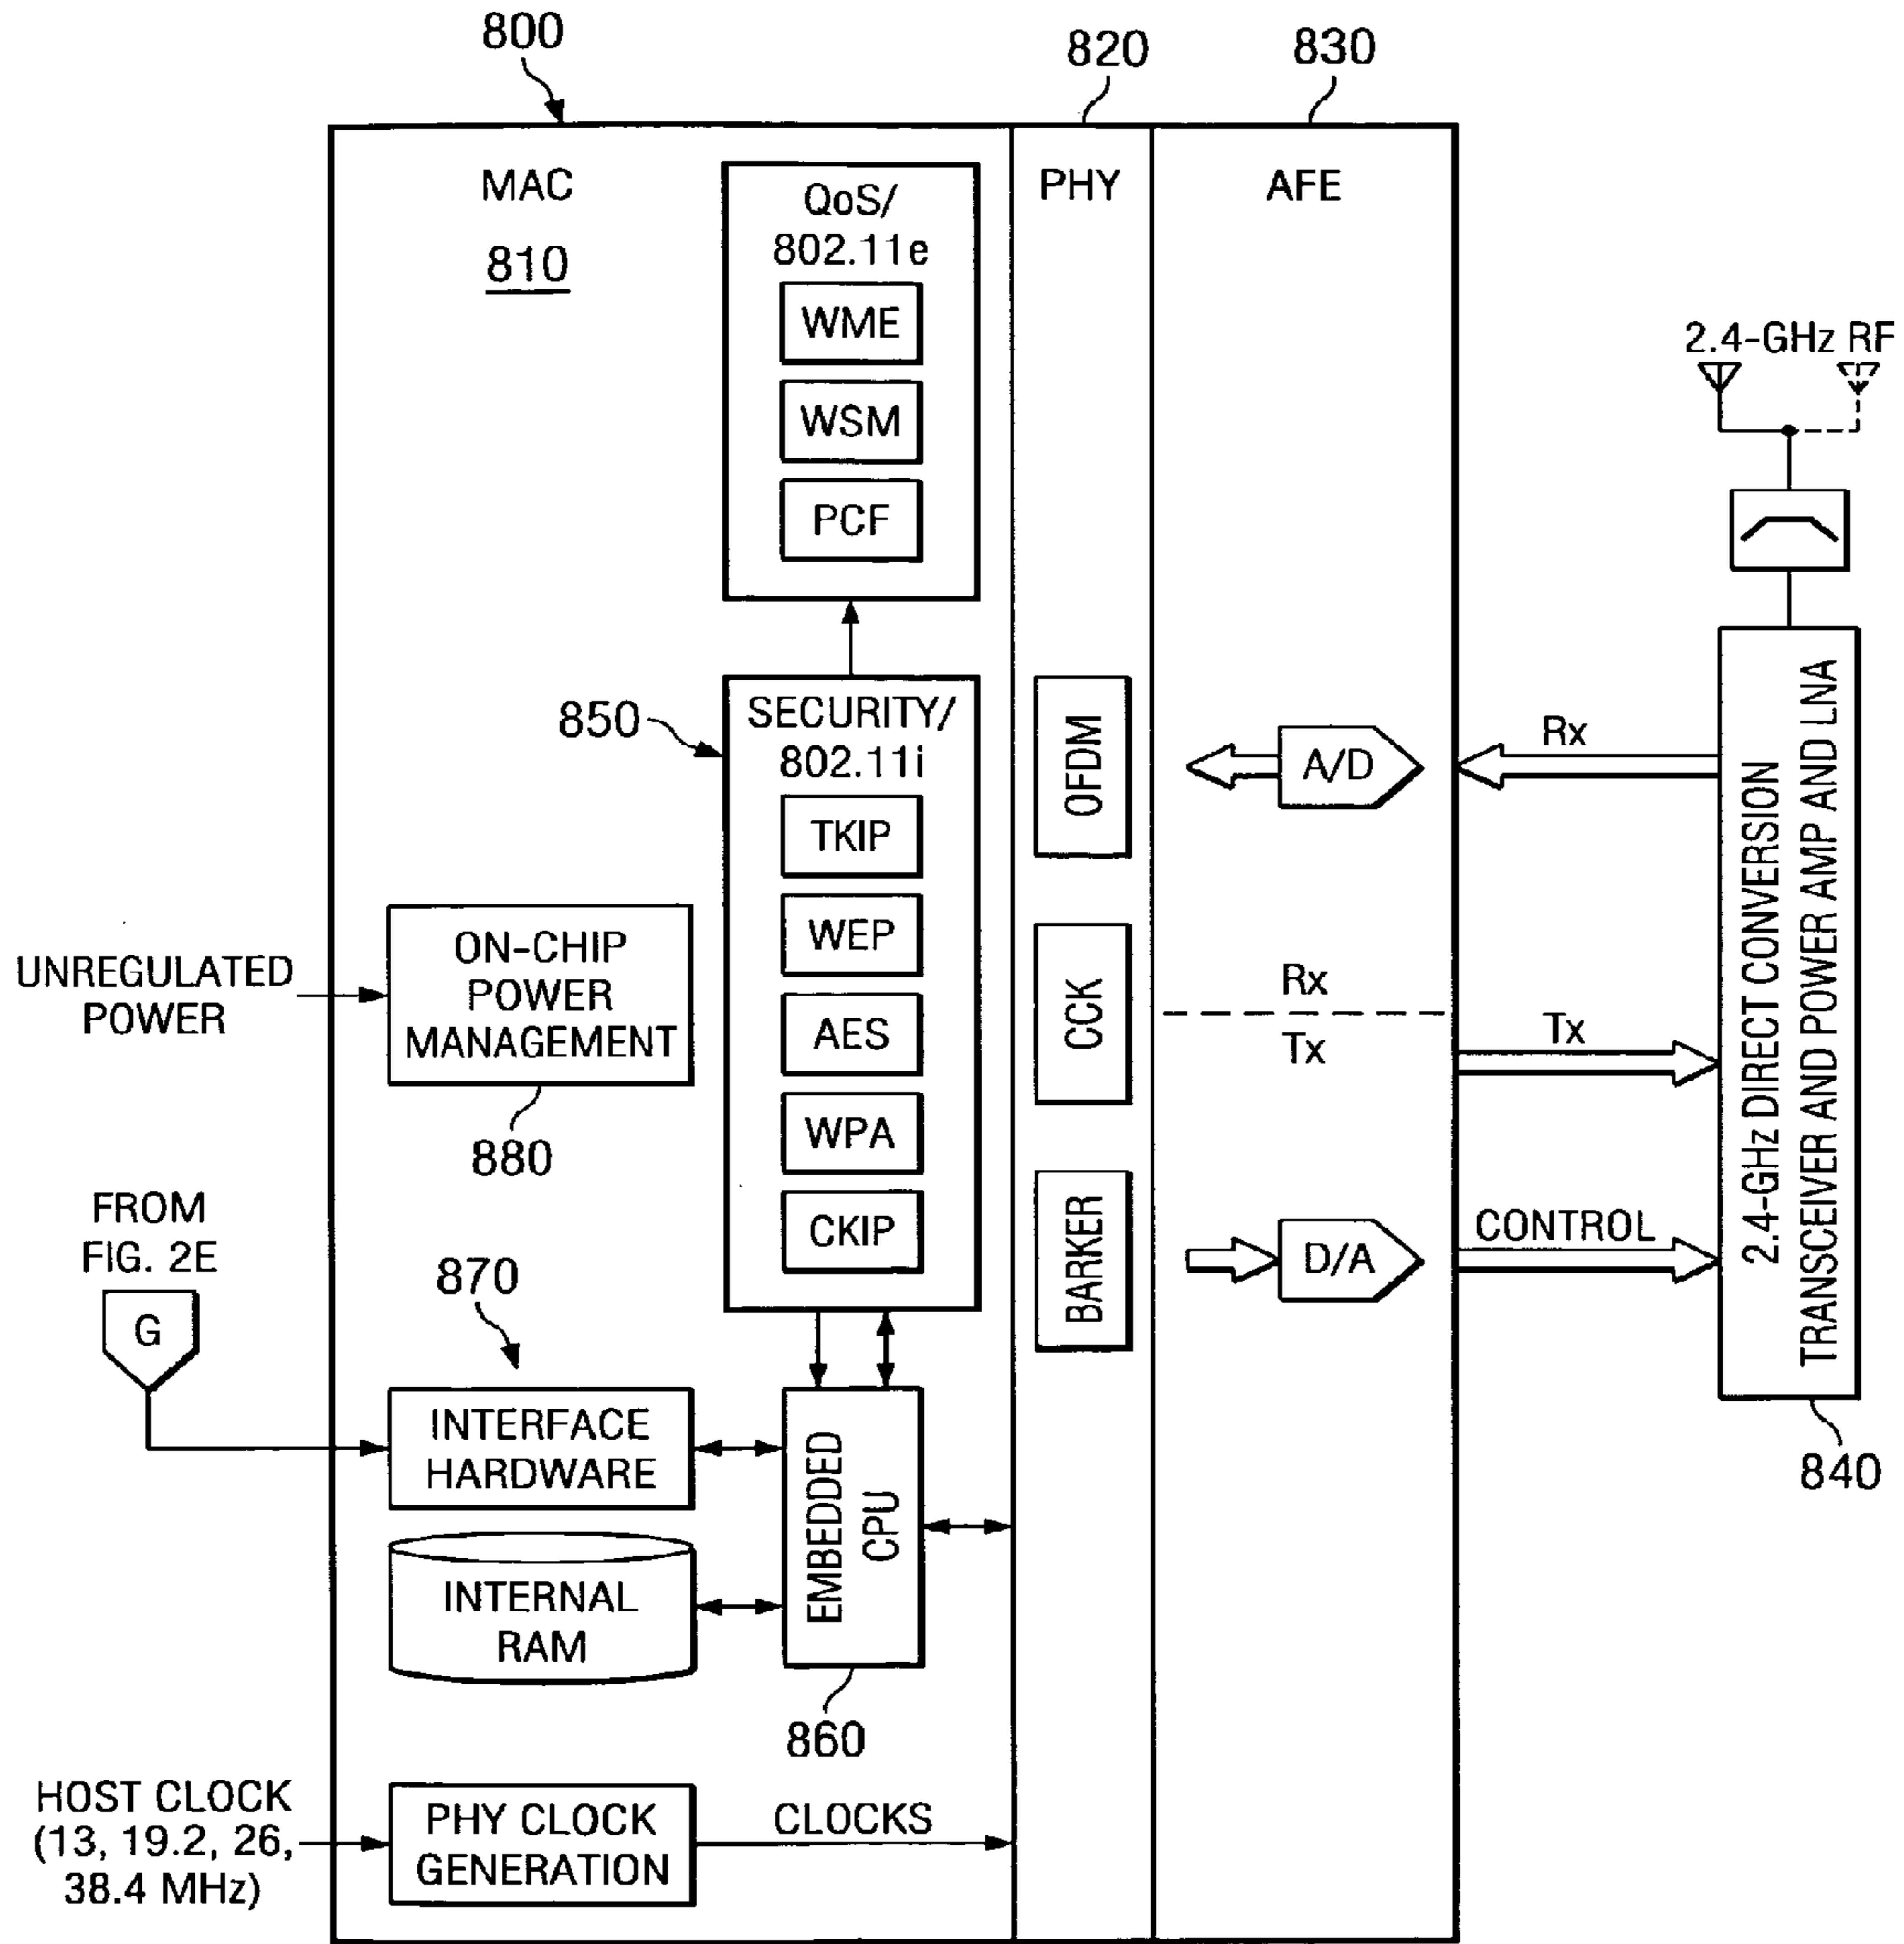 800
820
830
MAC
810
PHY
AFE
QoS/
802.11e
WME
WSM
PCF
2.4-GHz RF
850
SECURITY/
802.11i
TKIP
WEP
AES
WPA
CKIP
OFDM
CCK
BARKER
A/D
Rx
Tx
D/A
Rx
Tx
CONTROL
2.4-GHz DIRECT CONVERSION
TRANSCEIVER AND POWER AMP AND LNA
840
UNREGULATED
POWER
ON-CHIP
POWER
MANAGEMENT
880
FROM
FIG. 2E
G
870
INTERFACE
HARDWARE
INTERNAL
RAM
EMBEDDED
CPU
860
HOST CLOCK
(13, 19.2, 26,
38.4 MHz)
PHY CLOCK
GENERATION
CLOCKS